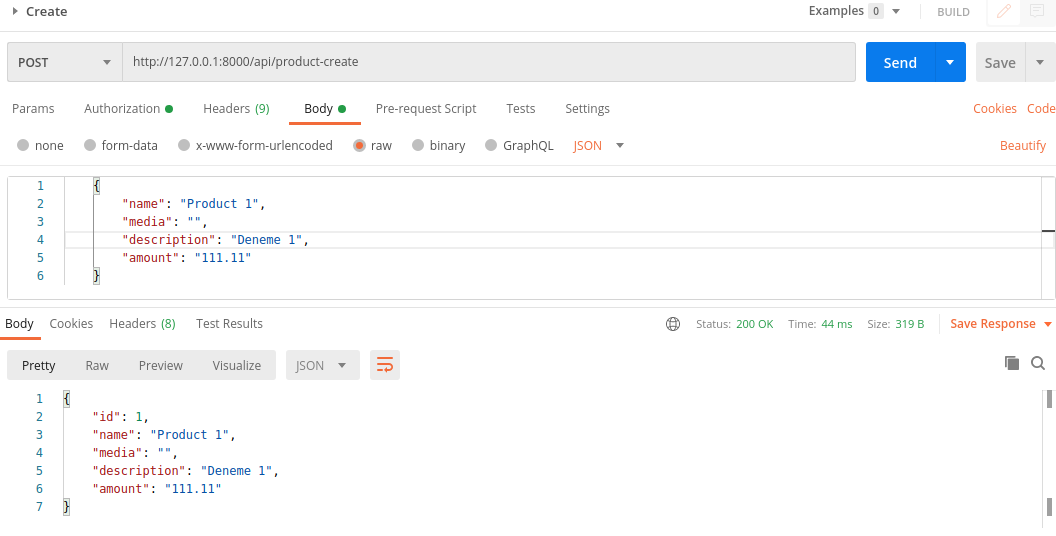 Create Examples 0 BUILD
POST http://127.0.0.1:8000/api/product-create Send Save
Params Authorization Headers (9) Body Pre-request Script Tests Settings Cookies Code
none form-data x-www-form-urlencoded raw binary GraphQL JSON Beautify
1 {
2 "name": "Product 1",
3 "media": "",
4 "description": "Deneme 1",
5 "amount": "111.11"
6 }
Body Cookies Headers (8) Test Results Status: 200 OK Time: 44 ms Size: 319 B Save Response
Pretty Raw Preview Visualize JSON
1 {
2 "id": 1,
3 "name": "Product 1",
4 "media": "",
5 "description": "Deneme 1",
6 "amount": "111.11"
7 }